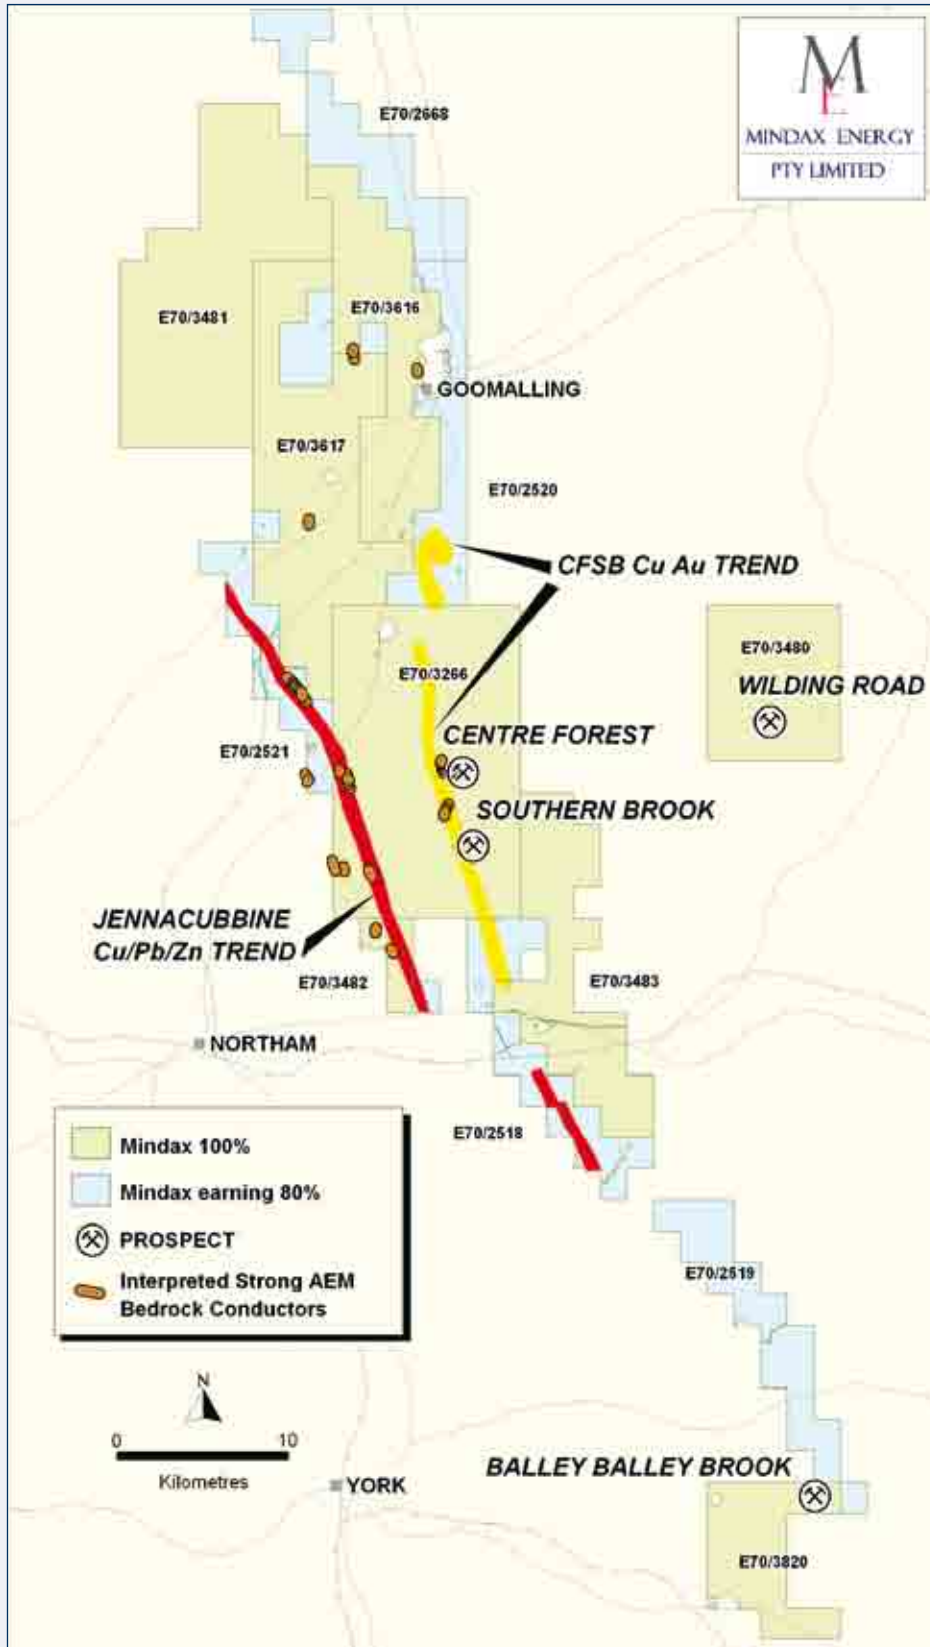 E70/2668
MINDAX ENERGY
PTY LIMITED
E70/3481
E70/3616
GOOMALLING
E70/3617
E70/2520
CFSB Cu Au TREND
E70/3266
E70/3480
WILDING ROAD
CENTRE FOREST
E70/2521
SOUTHERN BROOK
JENNACUBBINE
Cu/Pb/Zn TREND
E70/3482
E70/3483
NORTHAM
E70/2518
Mindax 100%
Mindax earning 80%
PROSPECT
Interpreted Strong AEM
Bedrock Conductors
E70/2519
N
0 10
Kilometres
YORK
BALLEY BALLEY BROOK
E70/3820